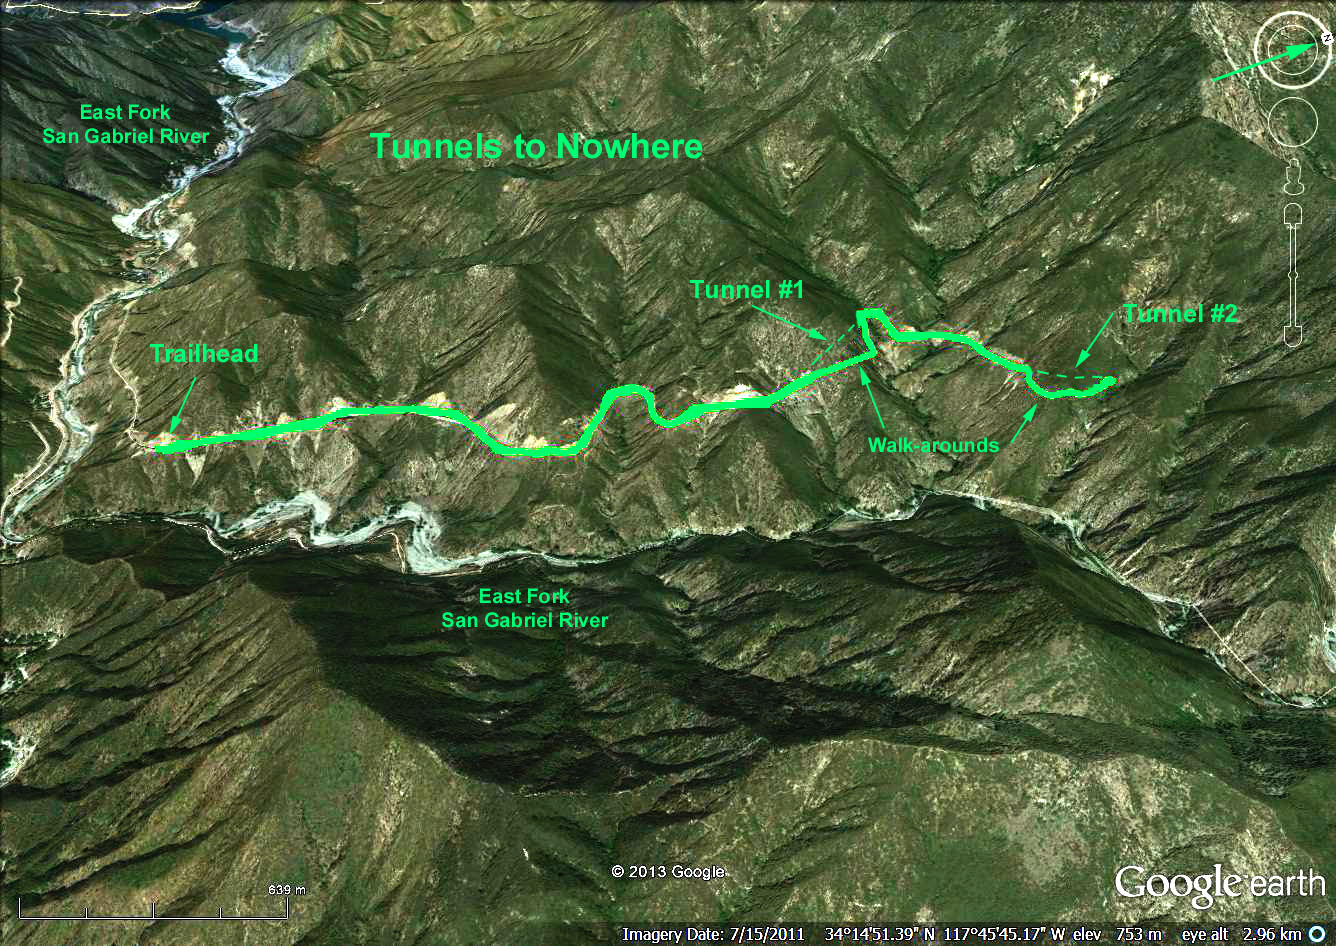 N
East Fork
San Gabriel River
Tunnels to Nowhere
Tunnel #1
Tunnel #2
Trailhead
Walk-arounds
East Fork
San Gabriel River
© 2013 Google
Google earth
639 m
Imagery Date: 7/15/2011 34°14'51.39" N 117°45'45.17" W elev 753 m eye alt 2.96 km